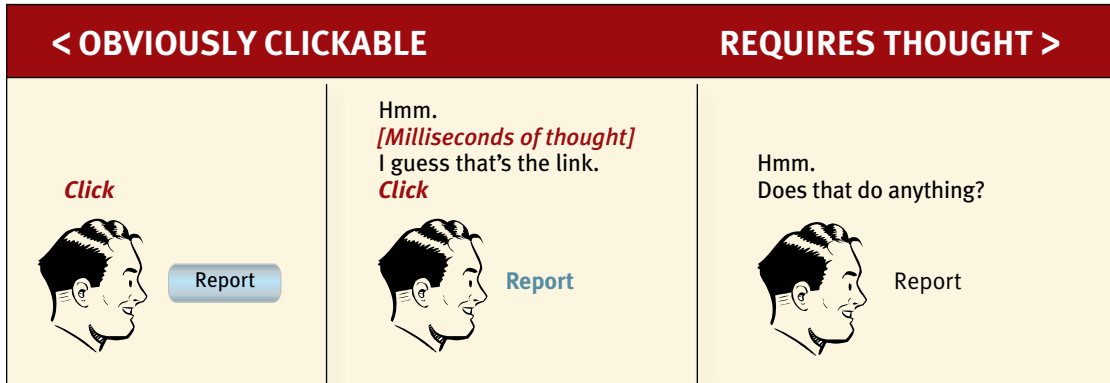 < OBVIOUSLY CLICKABLE
REQUIRES THOUGHT >
Click
Report
Hmm.
[Milliseconds of thought]
I guess that’s the link.
Click
Report
Hmm.
Does that do anything?
Report